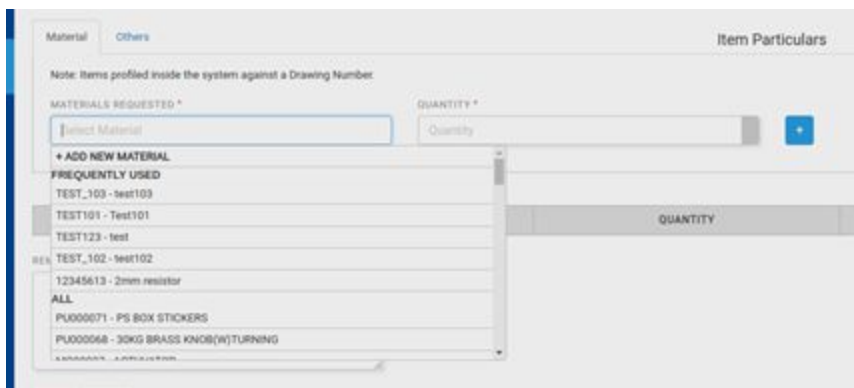 Material Others
Item Particulars
Note: Items profiled inside the system against a Drawing Number.
MATERIALS REQUESTED * QUANTITY *
Select Material Quantity +
+ ADD NEW MATERIAL
FREQUENTLY USED
TEST_103 - test103
TEST101 - Test101
QUANTITY
TEST123 - test
TEST_102 - test102
12345613 - 2mm resistor
ALL
PU000071 - PS BOX STICKERS
PU000068 - 30KG BRASS KNOB(W)TURNING